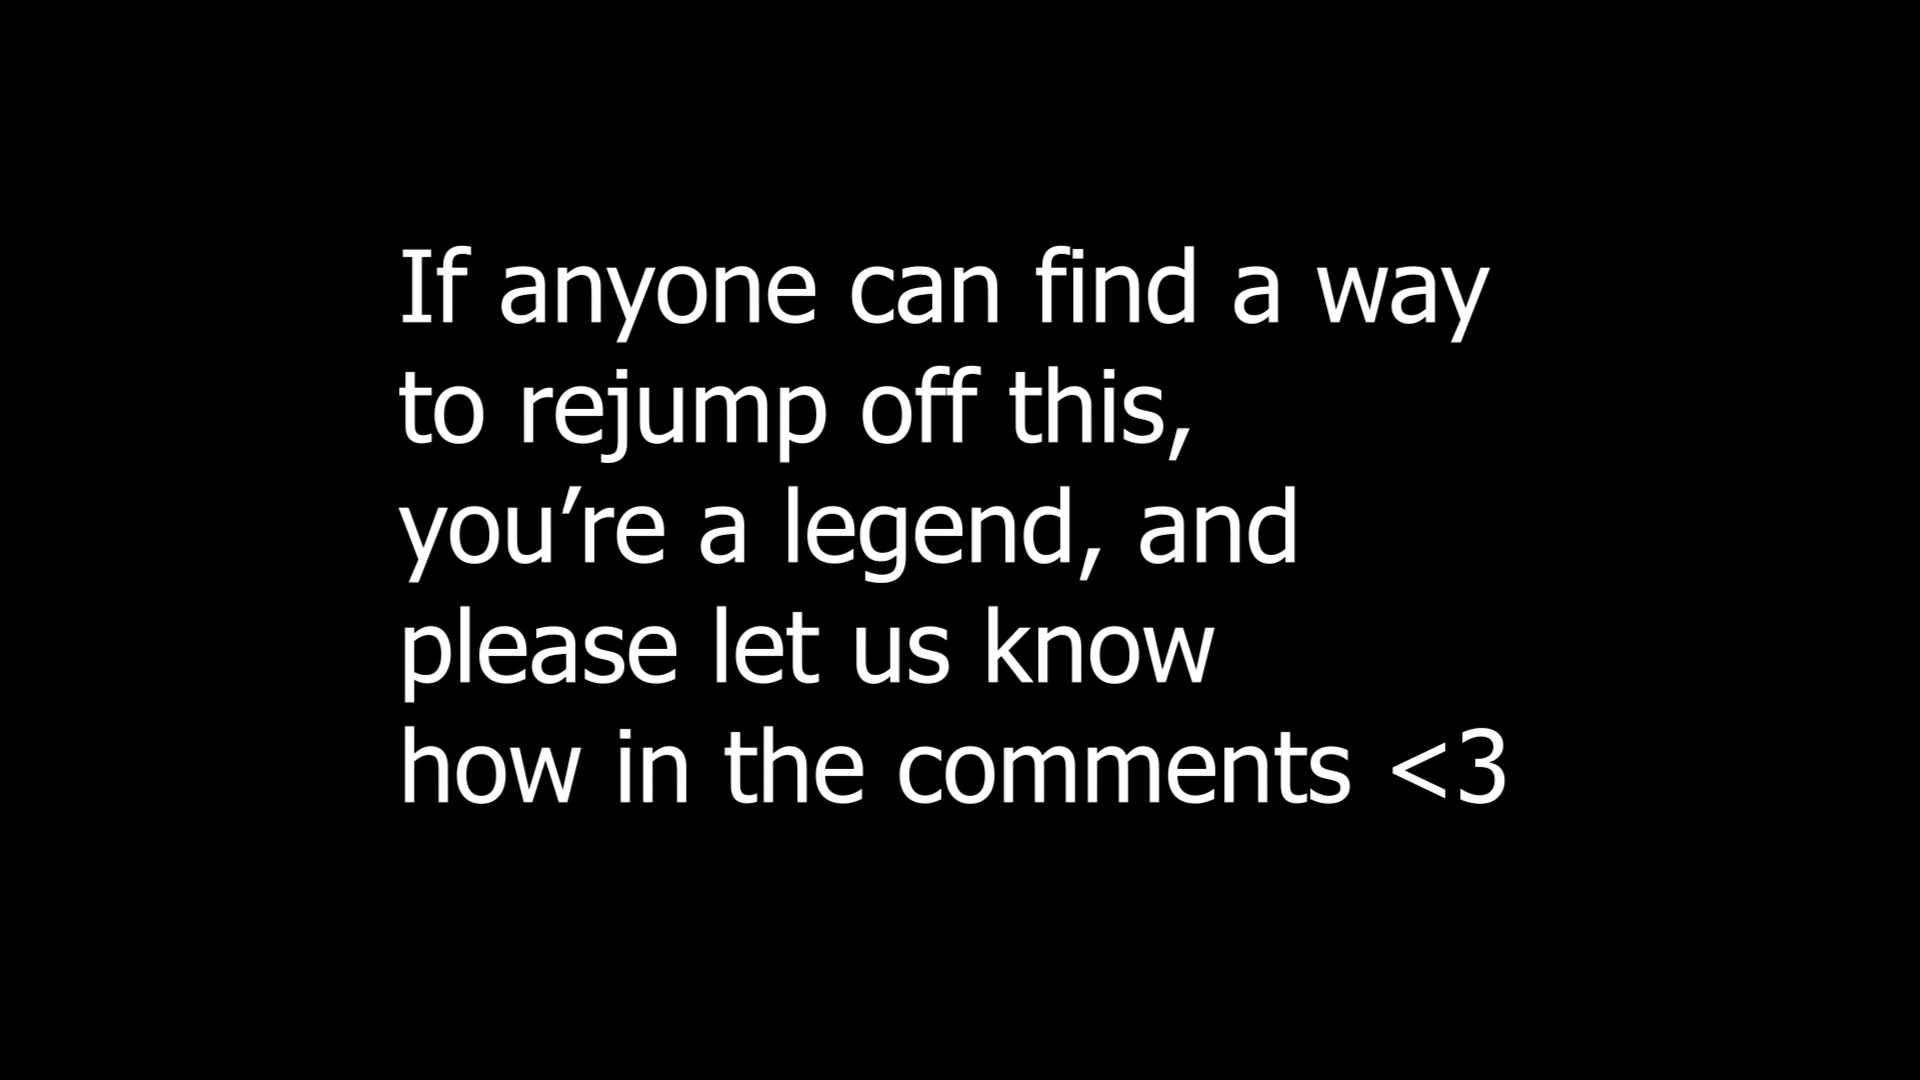 If anyone can find a way
to rejump off this,
you’re a legend, and
please let us know
how in the comments <3